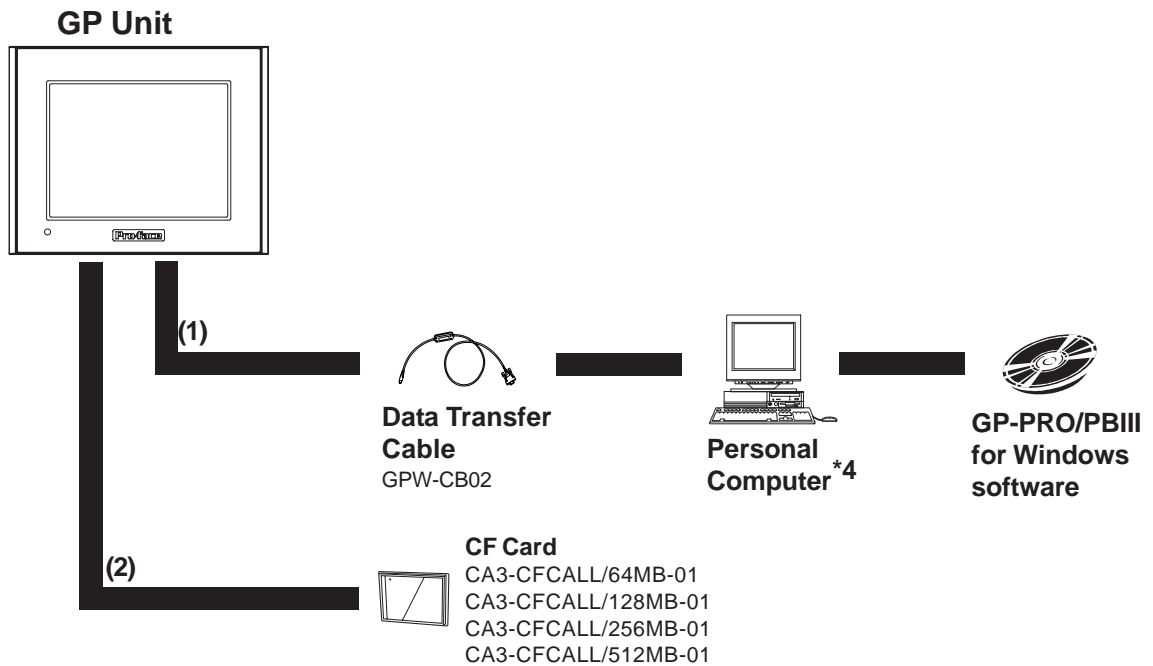 GP Unit
Pro-face
(1)
Data Transfer
Cable
GPW-CB02
Personal
Computer*4
GP-PRO/PBIII
for Windows
software
(2)
CF Card
CA3-CFCALL/64MB-01
CA3-CFCALL/128MB-01
CA3-CFCALL/256MB-01
CA3-CFCALL/512MB-01